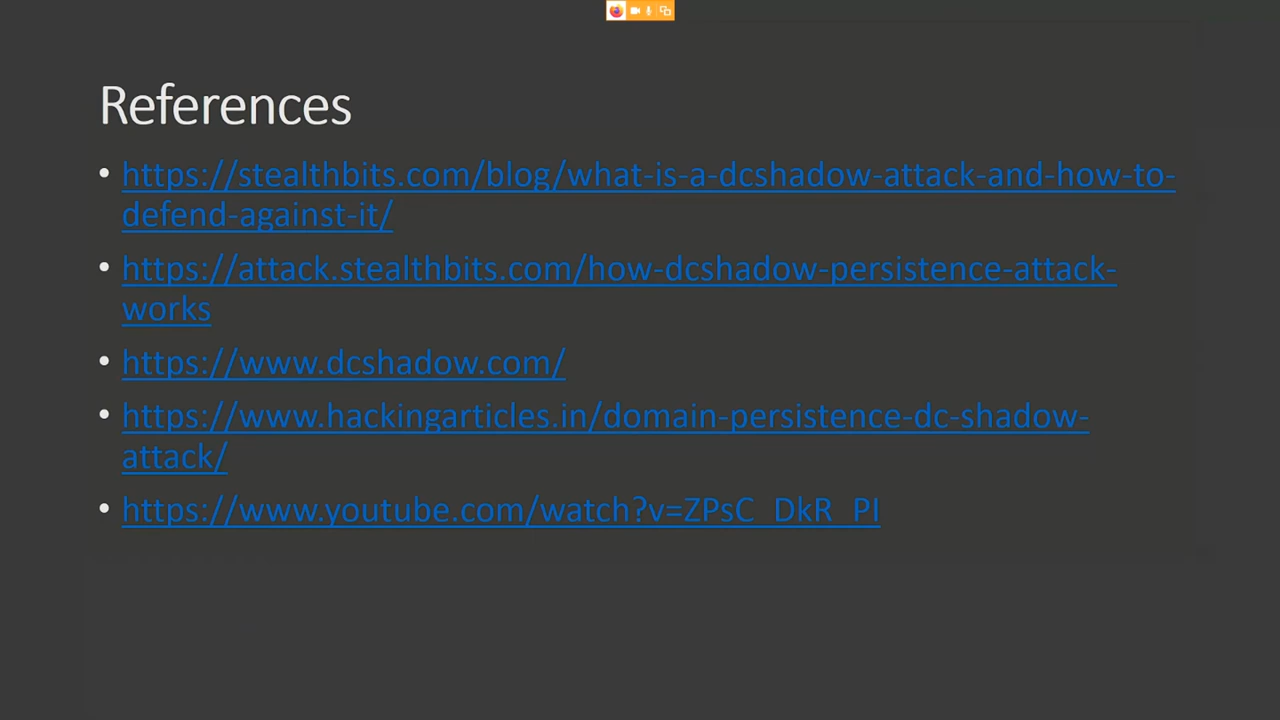 References
• https://stealthbits.com/blog/what-is-a-dcshadow-attack-and-how-to-
defend-against-it/
• https://attack.stealthbits.com/how-dcshadow-persistence-attack-
works
• https://www.dcshadow.com/
• https://www.hackingarticles.in/domain-persistence-dc-shadow-
attack/
• https://www.youtube.com/watch?v=ZPsC_DkR_PI